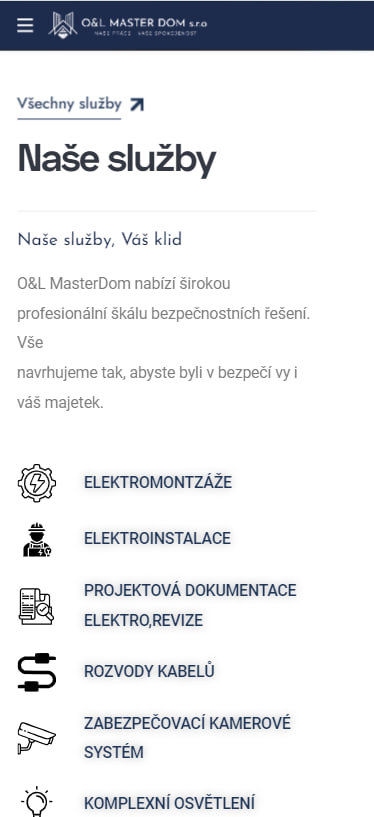 O&L MASTER DOM s.r.o
NAŠE PRÁCE VAŠE SPOKOJENOST
Všechny služby
Naše služby
Naše služby, Váš klid
O&L MasterDom nabízí širokou
profesionální škálu bezpečnostních řešení.
Vše
navrhujeme tak, abyste byli v bezpečí vy i
váš majetek.
ELEKTROMONTZÁŽE
ELEKTROINSTALACE
PROJEKTOVÁ DOKUMENTACE
ELEKTRO,REVIZE
ROZVODY KABELŮ
ZABEZPEČOVACÍ KAMEROVÉ
SYSTÉM
KOMPLEXNÍ OSVĚTLENÍ